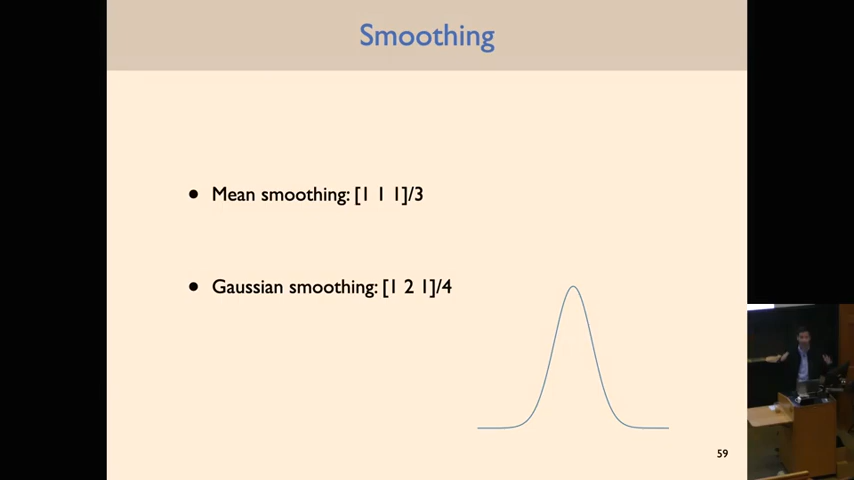 Smoothing
• Mean smoothing: [1 1 1]/3
• Gaussian smoothing: [1 2 1]/4
59